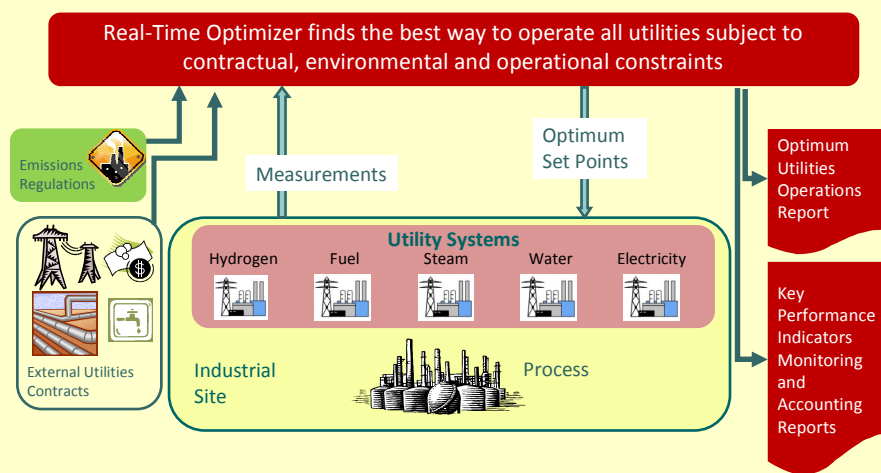 Real-Time Optimizer finds the best way to operate all utilities subject to
contractual, environmental and operational constraints
Emissions
Regulations
Measurements
Optimum
Set Points
Optimum
Utilities
Operations
Report
Utility Systems
Hydrogen
Fuel
Steam
Water
Electricity
$
External Utilities
Contracts
Industrial
Site
Process
Key
Performance
Indicators
Monitoring
and
Accounting
Reports